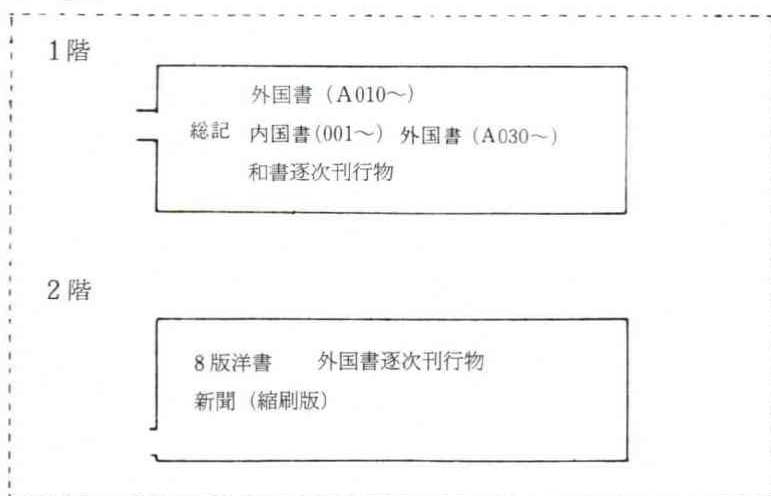 1階
外国書 (A010～)
総記 内国書(001～) 外国書 (A030～)
和書逐次刊行物
2階
8版洋書 外国書逐次刊行物
新聞 (縮刷版)